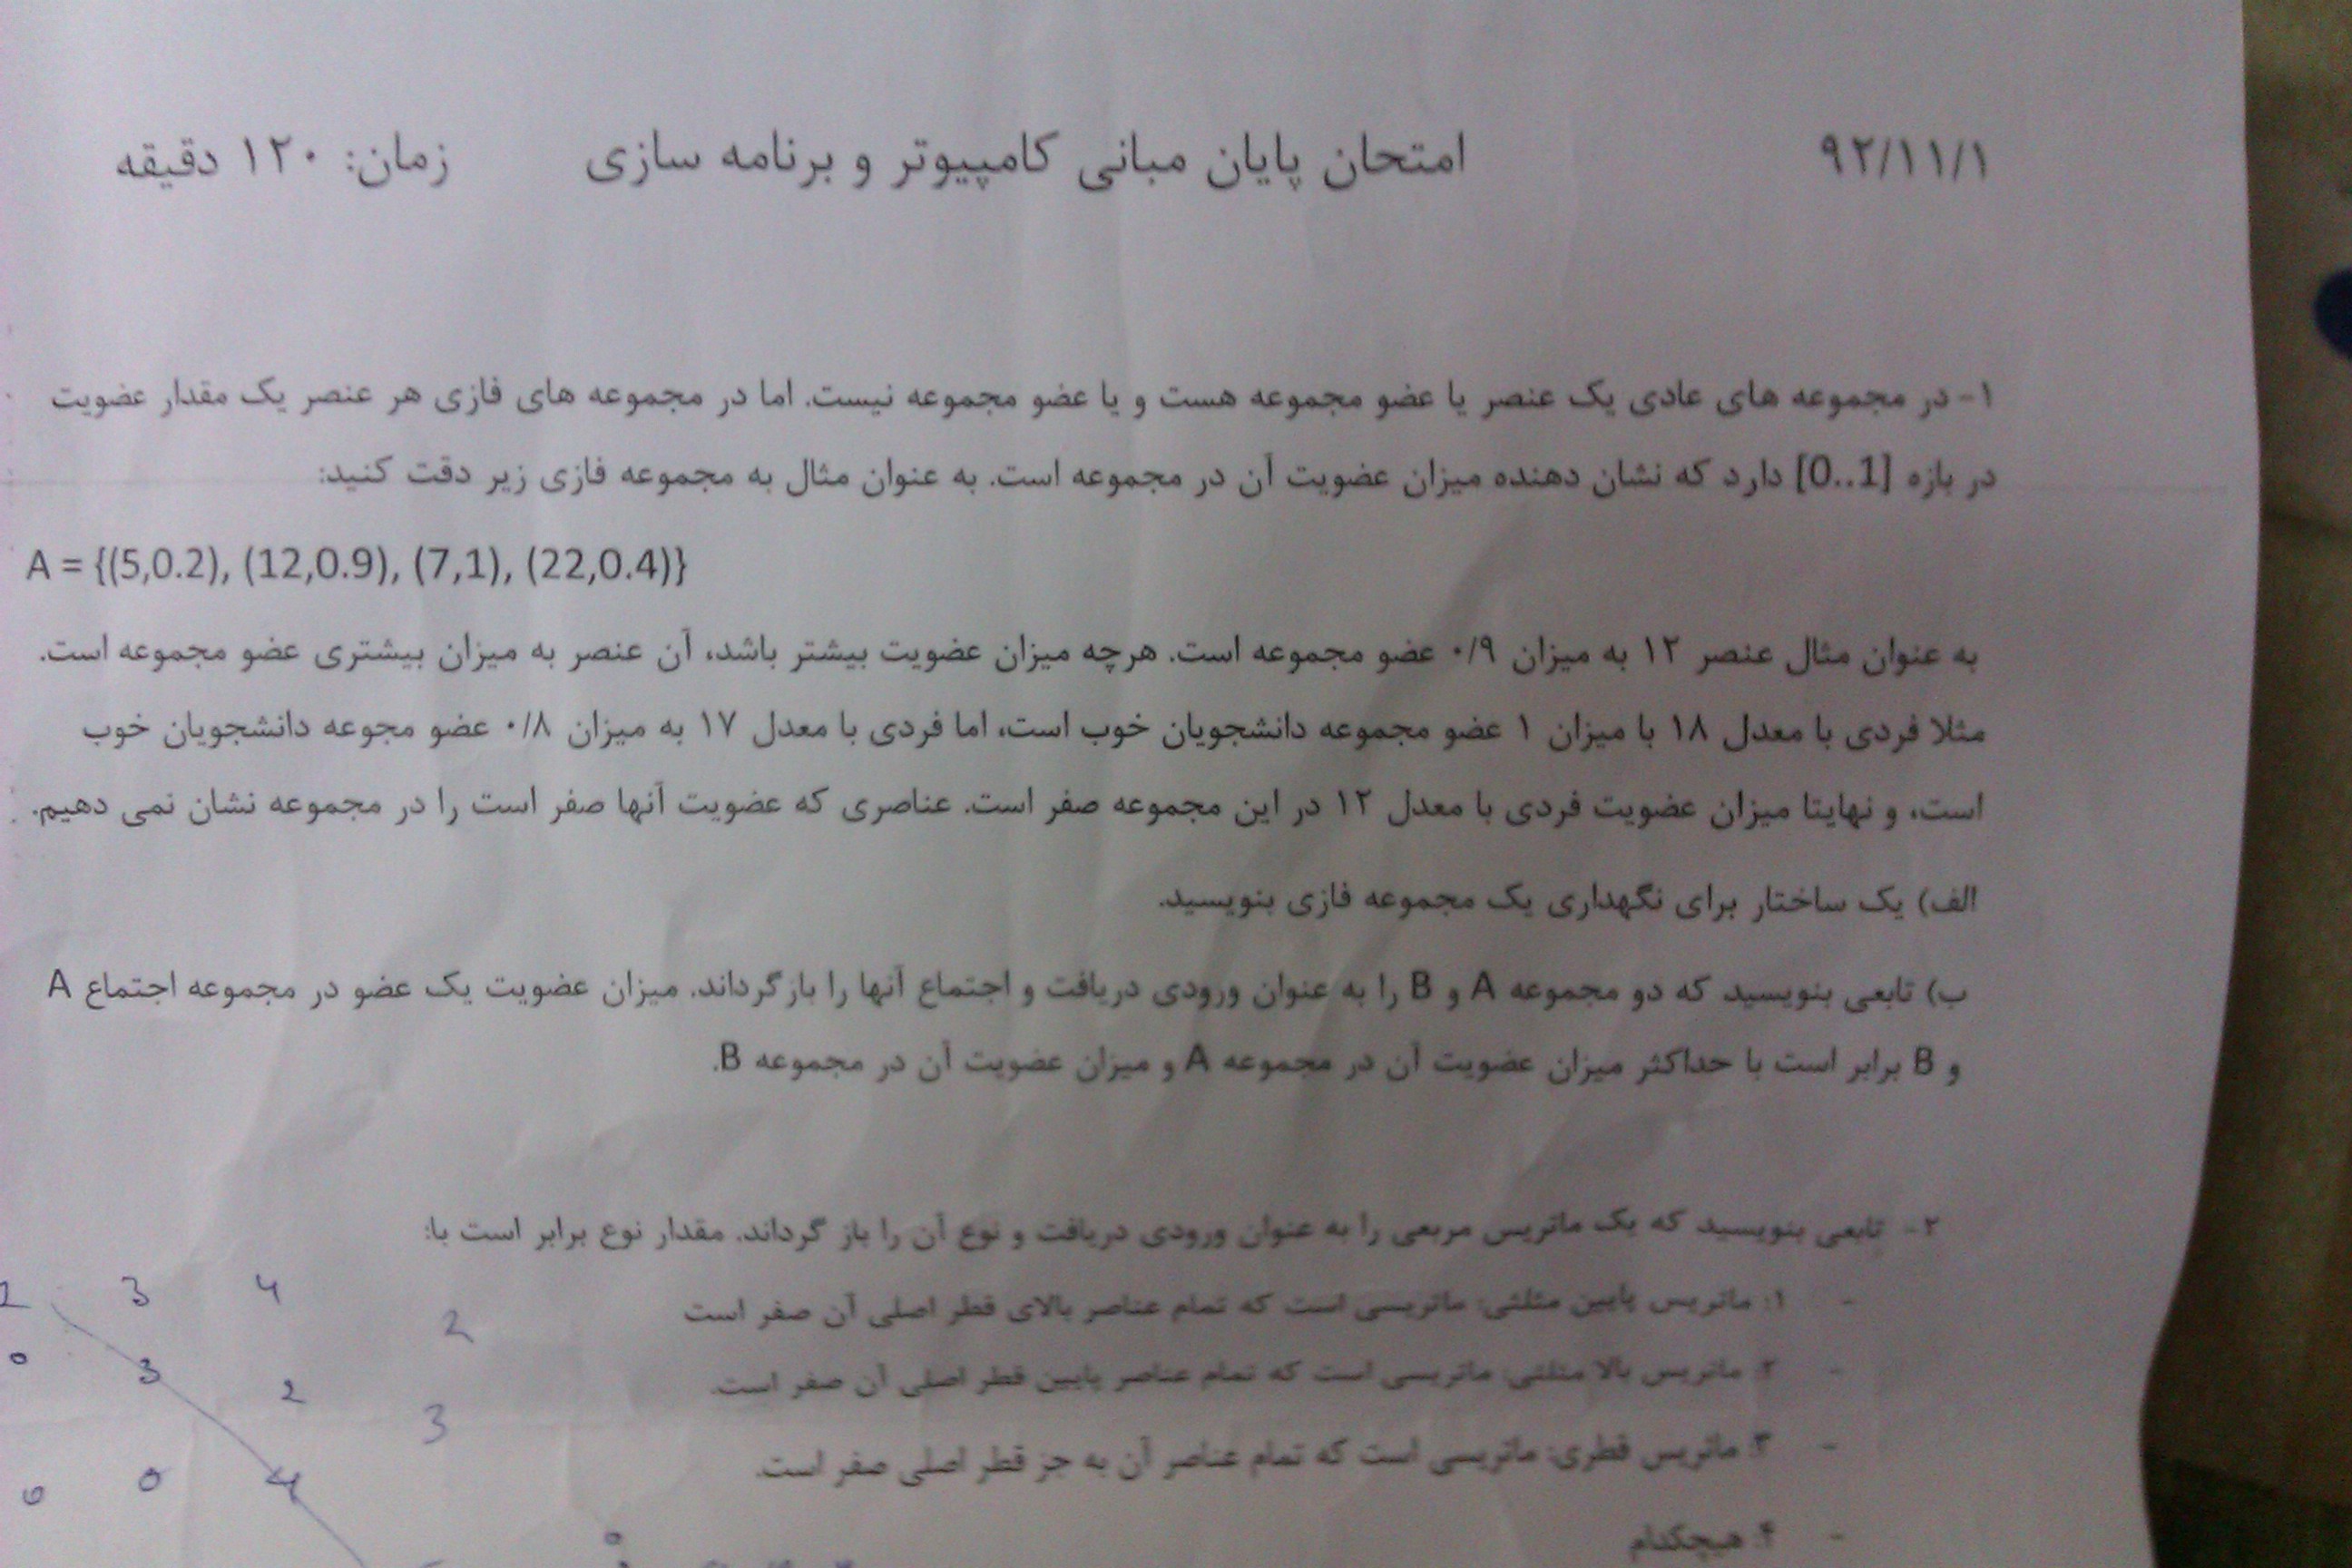 ۹۲/۱۱/۱ امتحان پایان مبانی کامپیوتر و برنامه سازی زمان: ۱۲۰ دقیقه
۱- در مجموعه های عادی یک عنصر یا عضو مجموعه هست و یا عضو مجموعه نیست. اما در مجموعه های فازی هر عنصر یک مقدار عضویت
در بازه [0..1] دارد که نشان دهنده میزان عضویت آن در مجموعه است. به عنوان مثال به مجموعه فازی زیر دقت کنید:
A = {(5,0.2), (12,0.9), (7,1), (22,0.4)}
به عنوان مثال عنصر ۱۲ به میزان ۰/۹ عضو مجموعه است. هرچه میزان عضویت بیشتر باشد، آن عنصر به میزان بیشتری عضو مجموعه است.
مثلا فردی با معدل ۱۸ با میزان ۱ عضو مجموعه دانشجویان خوب است، اما فردی با معدل ۱۷ به میزان ۰/۸ عضو مجوعه دانشجویان خوب
است، و نهایتا میزان عضویت فردی با معدل ۱۲ در این مجموعه صفر است. عناصری که عضویت آنها صفر است را در مجموعه نشان نمی دهیم.
الف) یک ساختار برای نگهداری یک مجموعه فازی بنویسید.
ب) تابعی بنویسید که دو مجموعه A و B را به عنوان ورودی دریافت و اجتماع آنها را بازگرداند. میزان عضویت یک عضو در مجموعه اجتماع A
و B برابر است با حداکثر میزان عضویت آن در مجموعه A و میزان عضویت آن در مجموعه B.
۲- تابعی بنویسید که یک ماتریس مربعی را به عنوان ورودی دریافت و نوع آن را باز گرداند. مقدار نوع برابر است با:
- ۱: ماتریس پایین مثلثی: ماتریسی است که تمام عناصر بالای قطر اصلی آن صفر است
- ۲: ماتریس بالا مثلثی: ماتریسی است که تمام عناصر پایین قطر اصلی آن صفر است.
- ۳: ماتریس قطری: ماتریسی است که تمام عناصر آن به جز قطر اصلی صفر است.
- ۴: هیچکدام
2 3 4 2
0 3 2 3
0 0 4